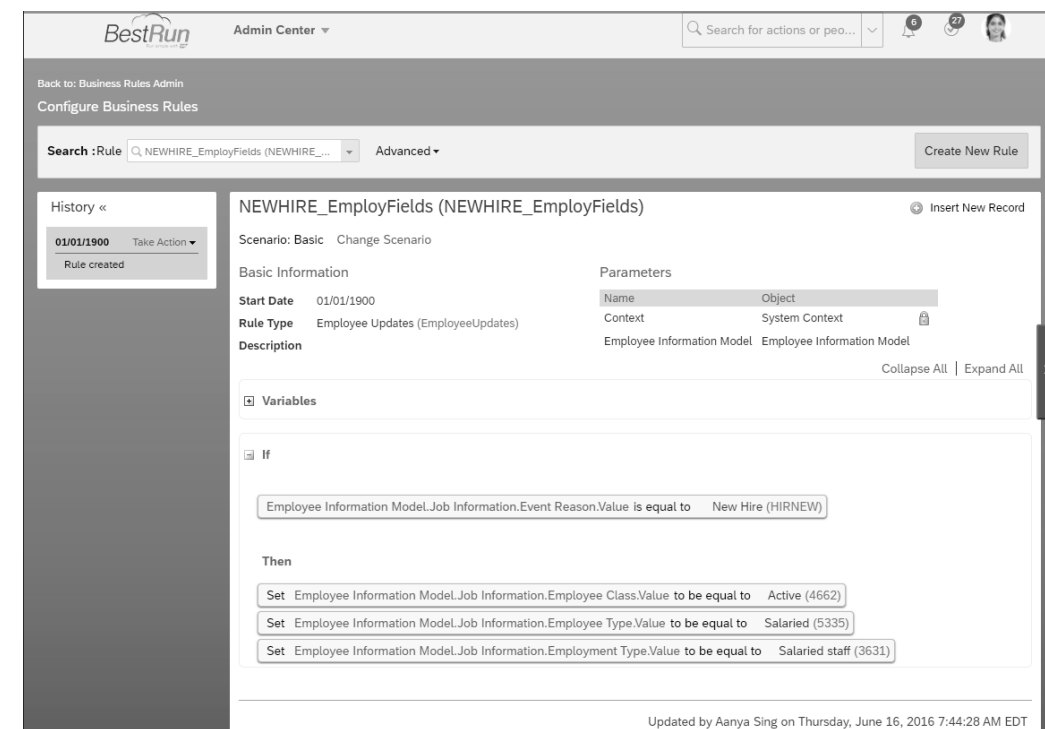 BestRun
Admin Center
Search for actions or peo...
6
27
Back to: Business Rules Admin
Configure Business Rules
Search :Rule NEWHIRE_EmployFields (NEWHIRE_... Advanced
Create New Rule
History «
01/01/1900 Take Action
Rule created
NEWHIRE_EmployFields (NEWHIRE_EmployFields)
Insert New Record
Scenario: Basic Change Scenario
Basic Information
Start Date 01/01/1900
Rule Type Employee Updates (EmployeeUpdates)
Description
Parameters
Name Object
Context System Context
Employee Information Model Employee Information Model
Collapse All | Expand All
Variables
If
Employee Information Model.Job Information.Event Reason.Value is equal to New Hire (HIRNEW)
Then
Set Employee Information Model.Job Information.Employee Class.Value to be equal to Active (4662)
Set Employee Information Model.Job Information.Employee Type.Value to be equal to Salaried (5335)
Set Employee Information Model.Job Information.Employment Type.Value to be equal to Salaried staff (3631)
Updated by Aanya Sing on Thursday, June 16, 2016 7:44:28 AM EDT